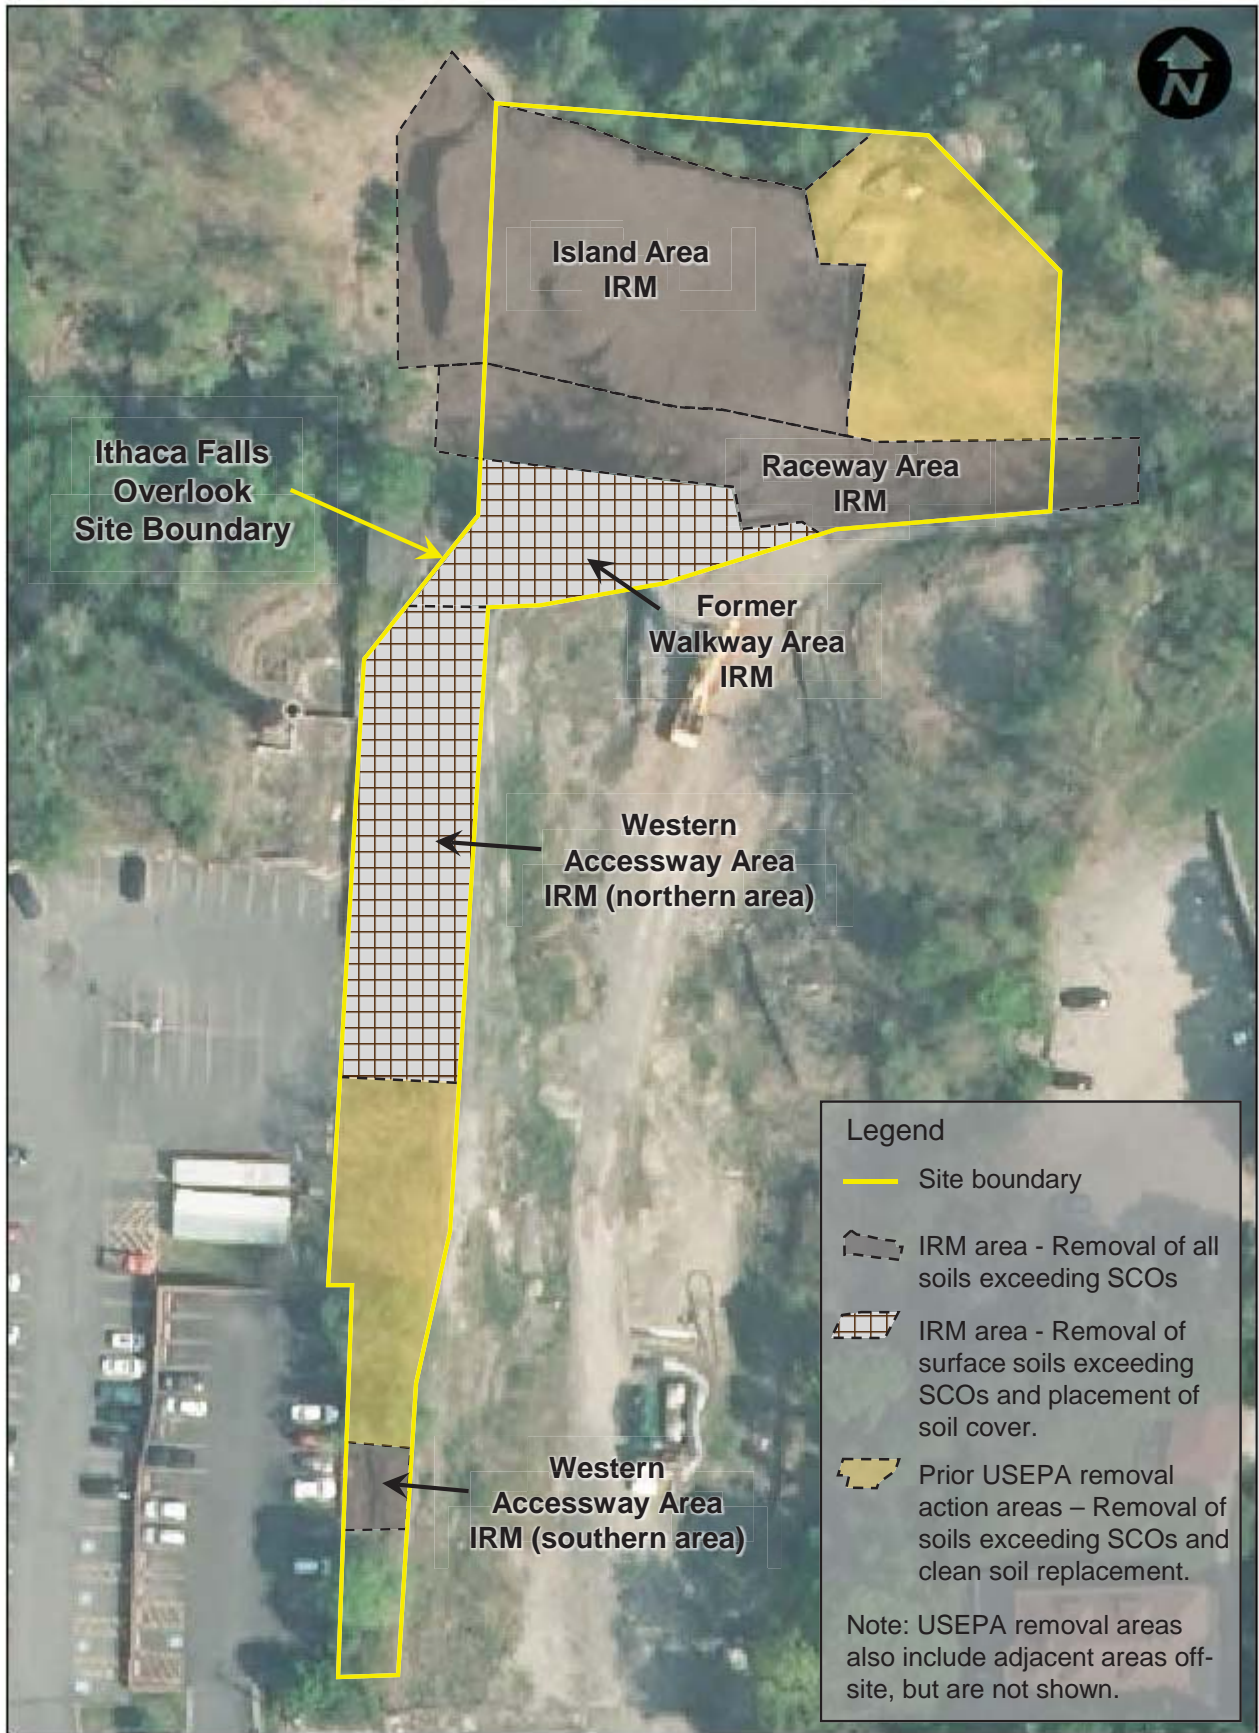 N
Island Area
IRM
Ithaca Falls
Overlook
Site Boundary
Raceway Area
IRM
Former
Walkway Area
IRM
Western
Accessway Area
IRM (northern area)
Western
Accessway Area
IRM (southern area)
Legend
Site boundary
IRM area - Removal of all
soils exceeding SCOs
IRM area - Removal of
surface soils exceeding
SCOs and placement of
soil cover.
Prior USEPA removal
action areas – Removal of
soils exceeding SCOs and
clean soil replacement.
Note: USEPA removal areas
also include adjacent areas off-
site, but are not shown.